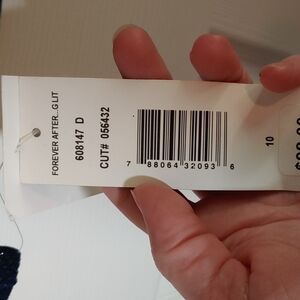 FOREVER AFTER..G LIT
608147 D
CUT# 056432
7 88064 32093 6
10